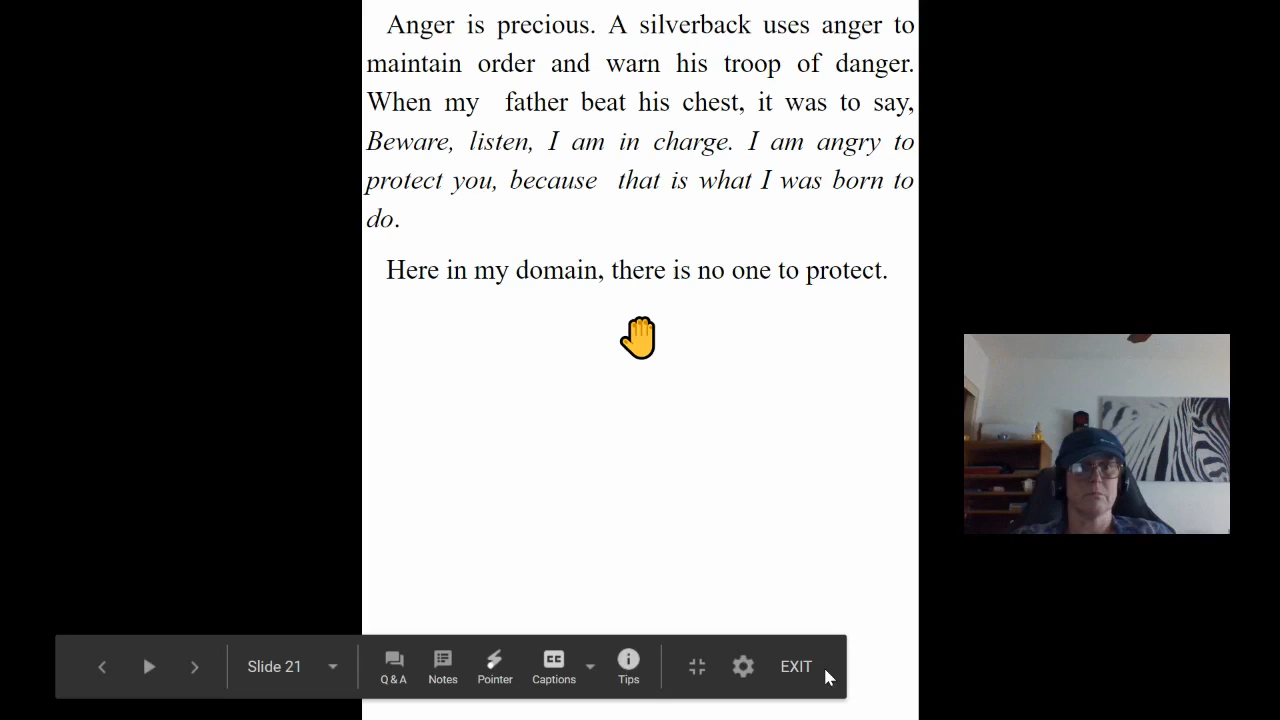 Anger is precious. A silverback uses anger to
maintain order and warn his troop of danger.
When my father beat his chest, it was to say,
Beware, listen, I am in charge. I am angry to
protect you, because that is what I was born to
do.
Here in my domain, there is no one to protect.
Slide 21
Q & A
Notes
Pointer
CC
Captions
Tips
EXIT